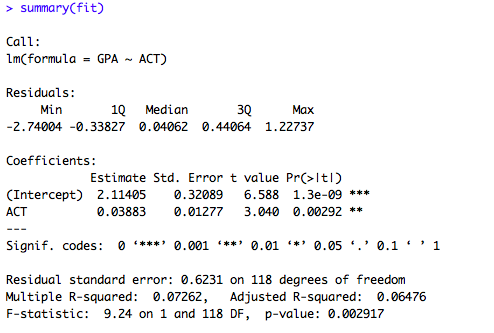 > summary(fit)
Call:
lm(formula = GPA ~ ACT)
Residuals:
     Min       1Q   Median       3Q      Max
-2.74004 -0.33827  0.04062  0.44064  1.22737
Coefficients:
            Estimate Std. Error t value Pr(>|t|)
(Intercept)  2.11405    0.32089   6.588  1.3e-09 ***
ACT          0.03883    0.01277   3.040  0.00292 **
---
Signif. codes:  0 ‘***’ 0.001 ‘**’ 0.01 ‘*’ 0.05 ‘.’ 0.1 ‘ ’ 1
Residual standard error: 0.6231 on 118 degrees of freedom
Multiple R-squared:  0.07262,   Adjusted R-squared:  0.06476
F-statistic:  9.24 on 1 and 118 DF,  p-value: 0.002917